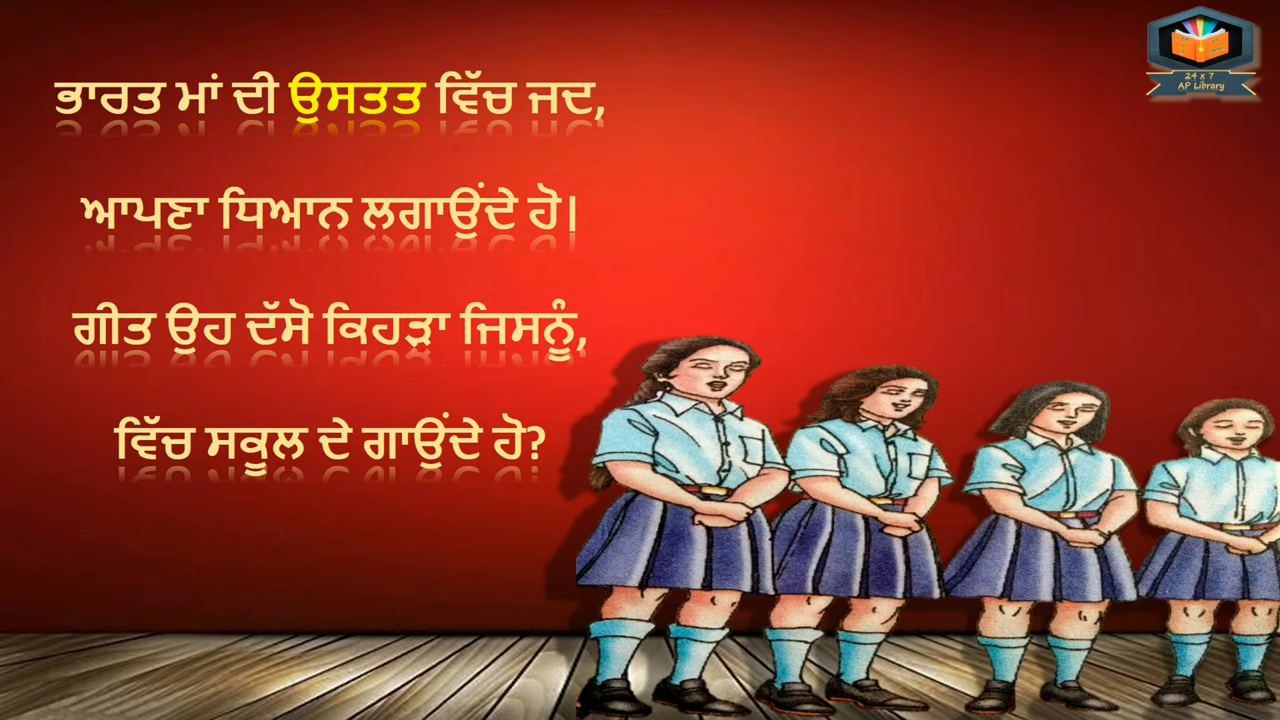 ਭਾਰਤ ਮਾਂ ਦੀ ਉਸਤਤ ਵਿੱਚ ਜਦ,
ਆਪਣਾ ਧਿਆਨ ਲਗਾਉਂਦੇ ਹੋ।
ਗੀਤ ਉਹ ਦੱਸੋ ਕਿਹੜਾ ਜਿਸਨੂੰ,
ਵਿੱਚ ਸਕੂਲ ਦੇ ਗਾਉਂਦੇ ਹੋ?
24 x 7
AP Library